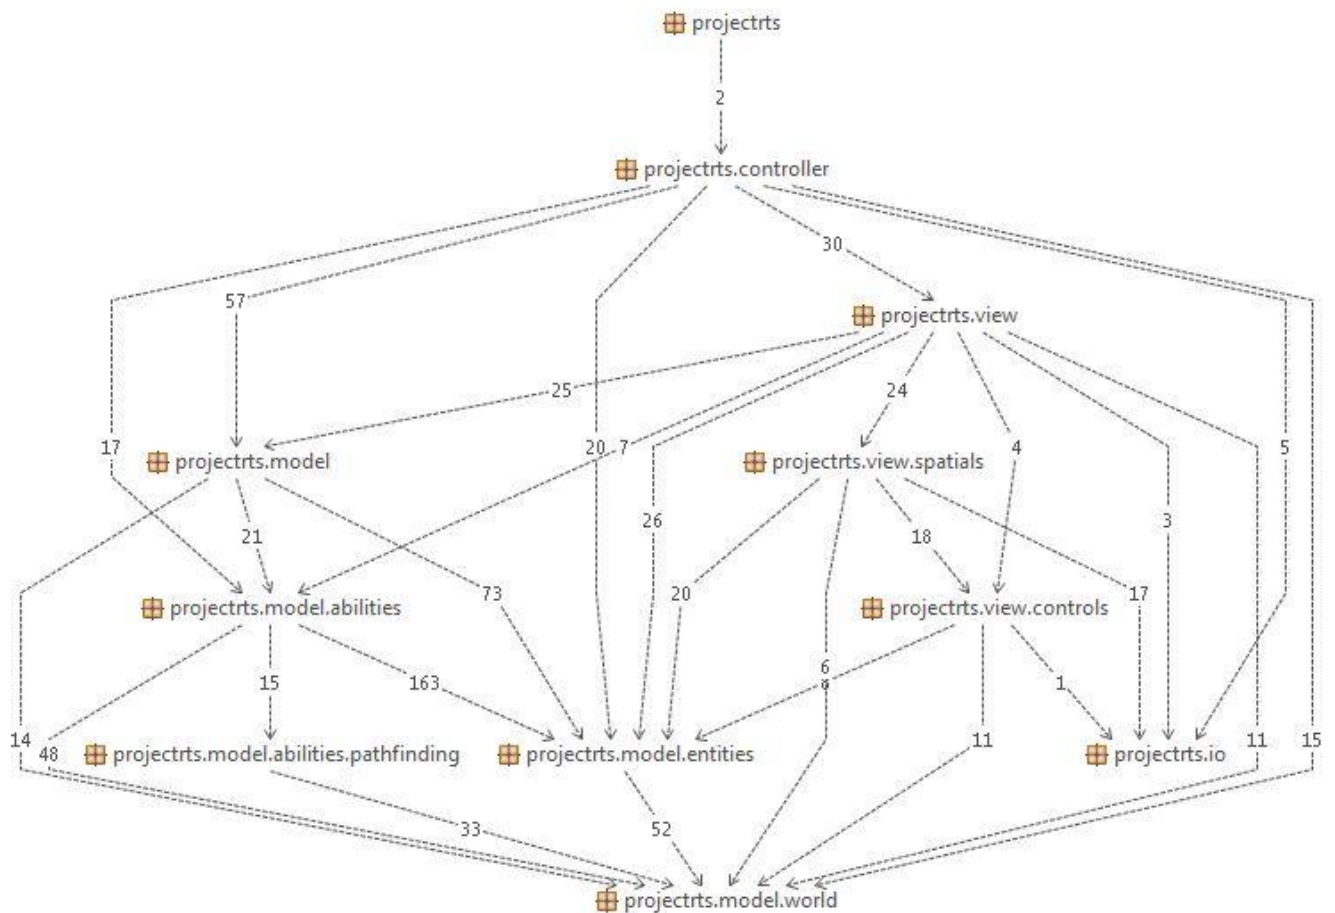 projectrts
2
projectrts.controller
30
57
projectrts.view
25
24
17
20
7
4
5
projectrts.model
projectrts.view.spatials
26
3
21
18
73
20
17
projectrts.model.abilities
projectrts.view.controls
6
15
163
1
14
48
11
11
15
projectrts.model.abilities.pathfinding
projectrts.model.entities
projectrts.io
33
52
projectrts.model.world